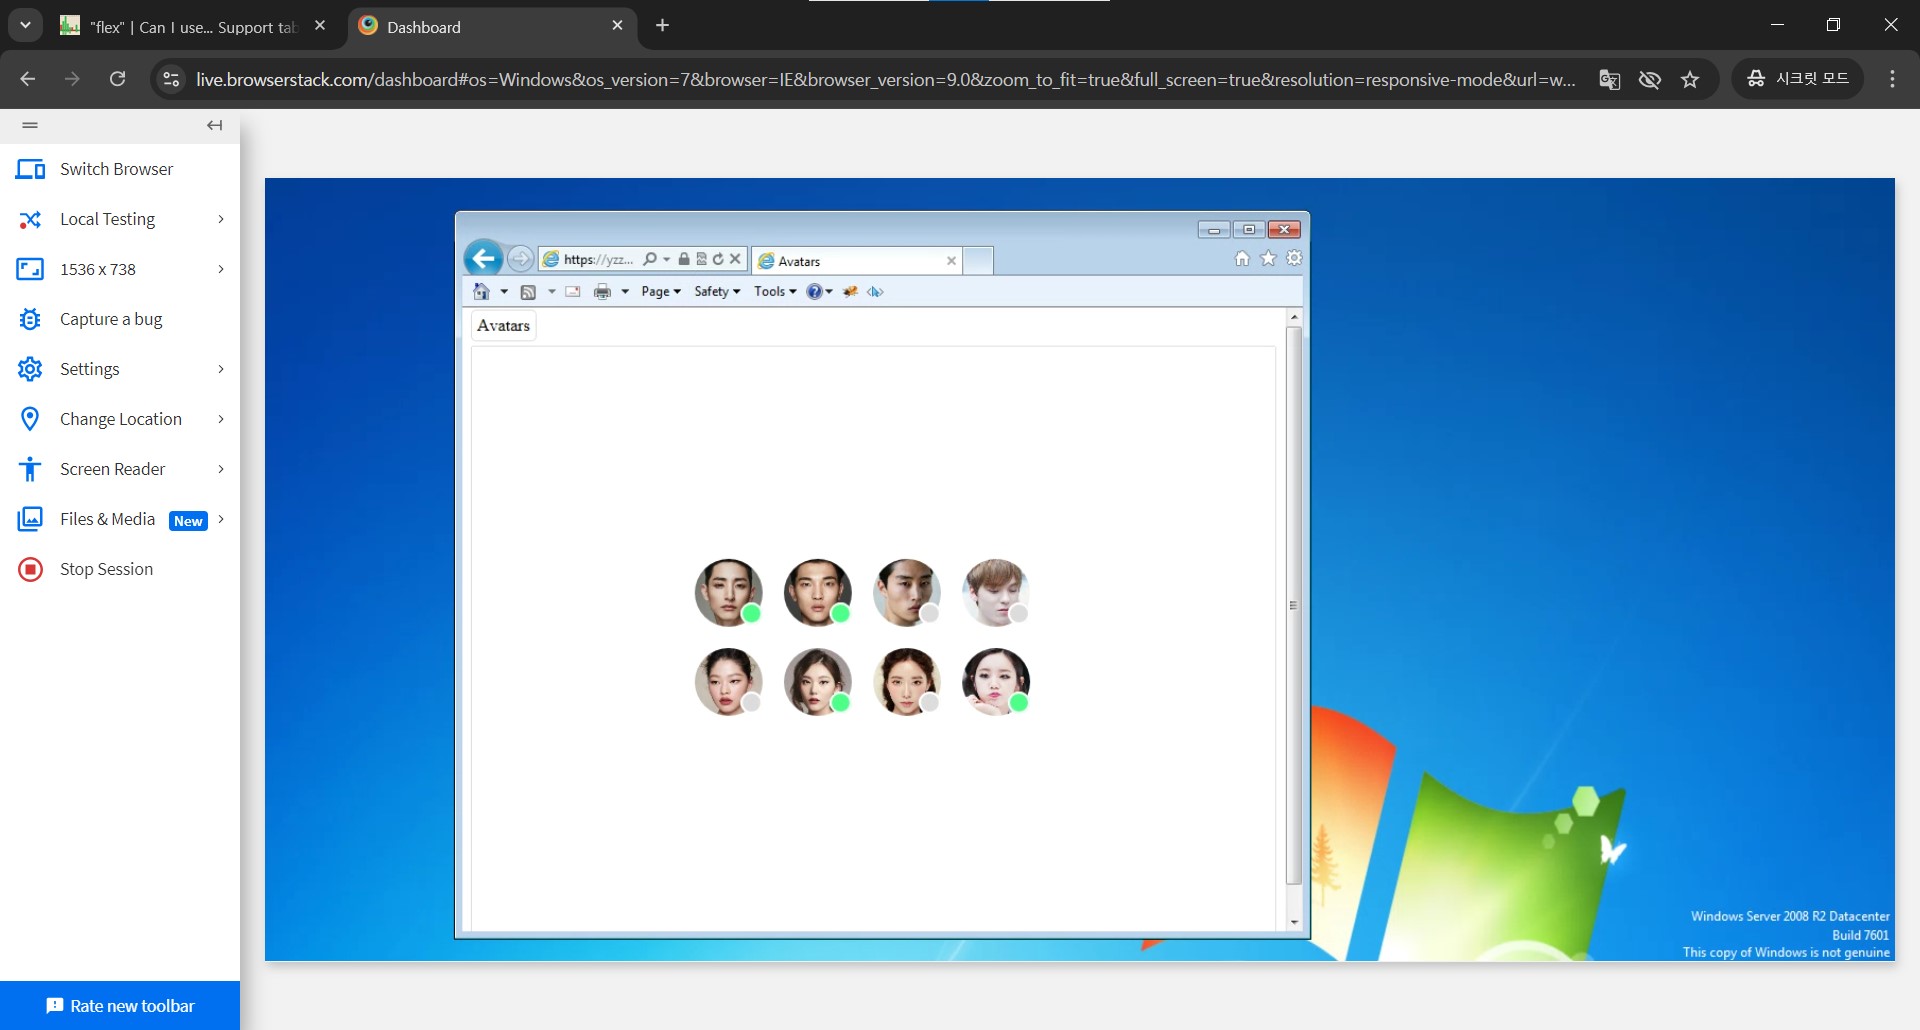 "flex" | Can I use... Support tab
Dashboard
live.browserstack.com/dashboard#os=Windows&os_version=7&browser=IE&browser_version=9.0&zoom_to_fit=true&full_screen=true&resolution=responsive-mode&url=w...
시크릿 모드
Switch Browser
Local Testing
1536 x 738
Capture a bug
Settings
Change Location
Screen Reader
Files & Media New
Stop Session
Rate new toolbar
https://yzz...
Avatars
Page
Safety
Tools
Avatars
Windows Server 2008 R2 Datacenter
Build 7601
This copy of Windows is not genuine